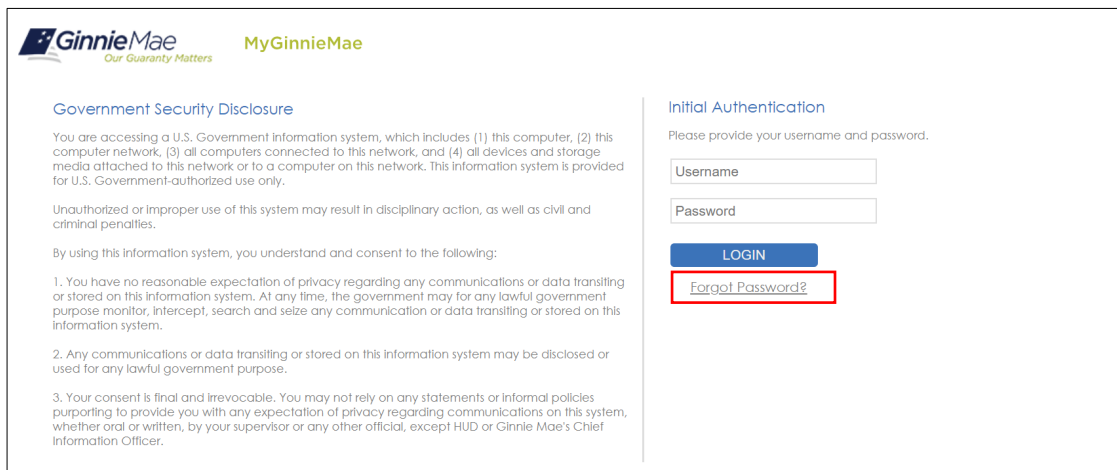 GinnieMae
Our Guaranty Matters
MyGinnieMae
Government Security Disclosure
You are accessing a U.S. Government information system, which includes (1) this computer, (2) this
computer network, (3) all computers connected to this network, and (4) all devices and storage
media attached to this network or to a computer on this network. This information system is provided
for U.S. Government-authorized use only.
Unauthorized or improper use of this system may result in disciplinary action, as well as civil and
criminal penalties.
By using this information system, you understand and consent to the following:
1. You have no reasonable expectation of privacy regarding any communications or data transiting
or stored on this information system. At any time, the government may for any lawful government
purpose monitor, intercept, search and seize any communication or data transiting or stored on this
information system.
2. Any communications or data transiting or stored on this information system may be disclosed or
used for any lawful government purpose.
3. Your consent is final and irrevocable. You may not rely on any statements or informal policies
purporting to provide you with any expectation of privacy regarding communications on this system,
whether oral or written, by your supervisor or any other official, except HUD or Ginnie Mae's Chief
Information Officer.
Initial Authentication
Please provide your username and password.
Username
Password
LOGIN
Forgot Password?